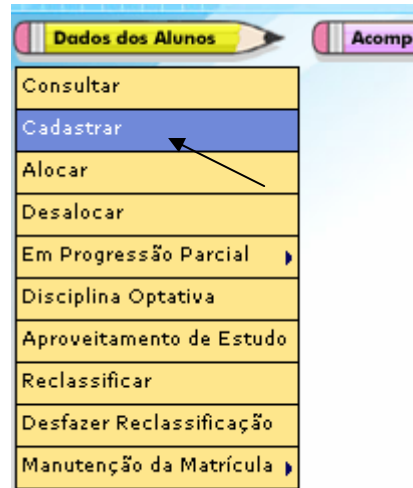 Dados dos Alunos
Acomp
Consultar
Cadastrar
Alocar
Desalocar
Em Progressão Parcial
Disciplina Optativa
Aproveitamento de Estudo
Reclassificar
Desfazer Reclassificação
Manutenção da Matrícula